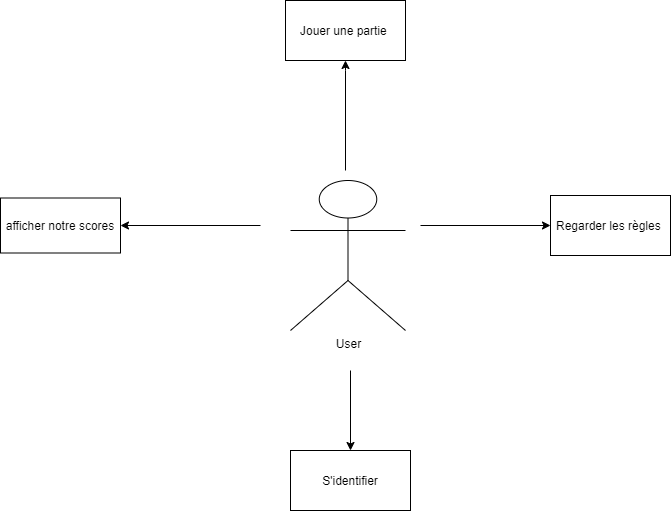 Jouer une partie
afficher notre scores
Regarder les règles
User
S'identifier